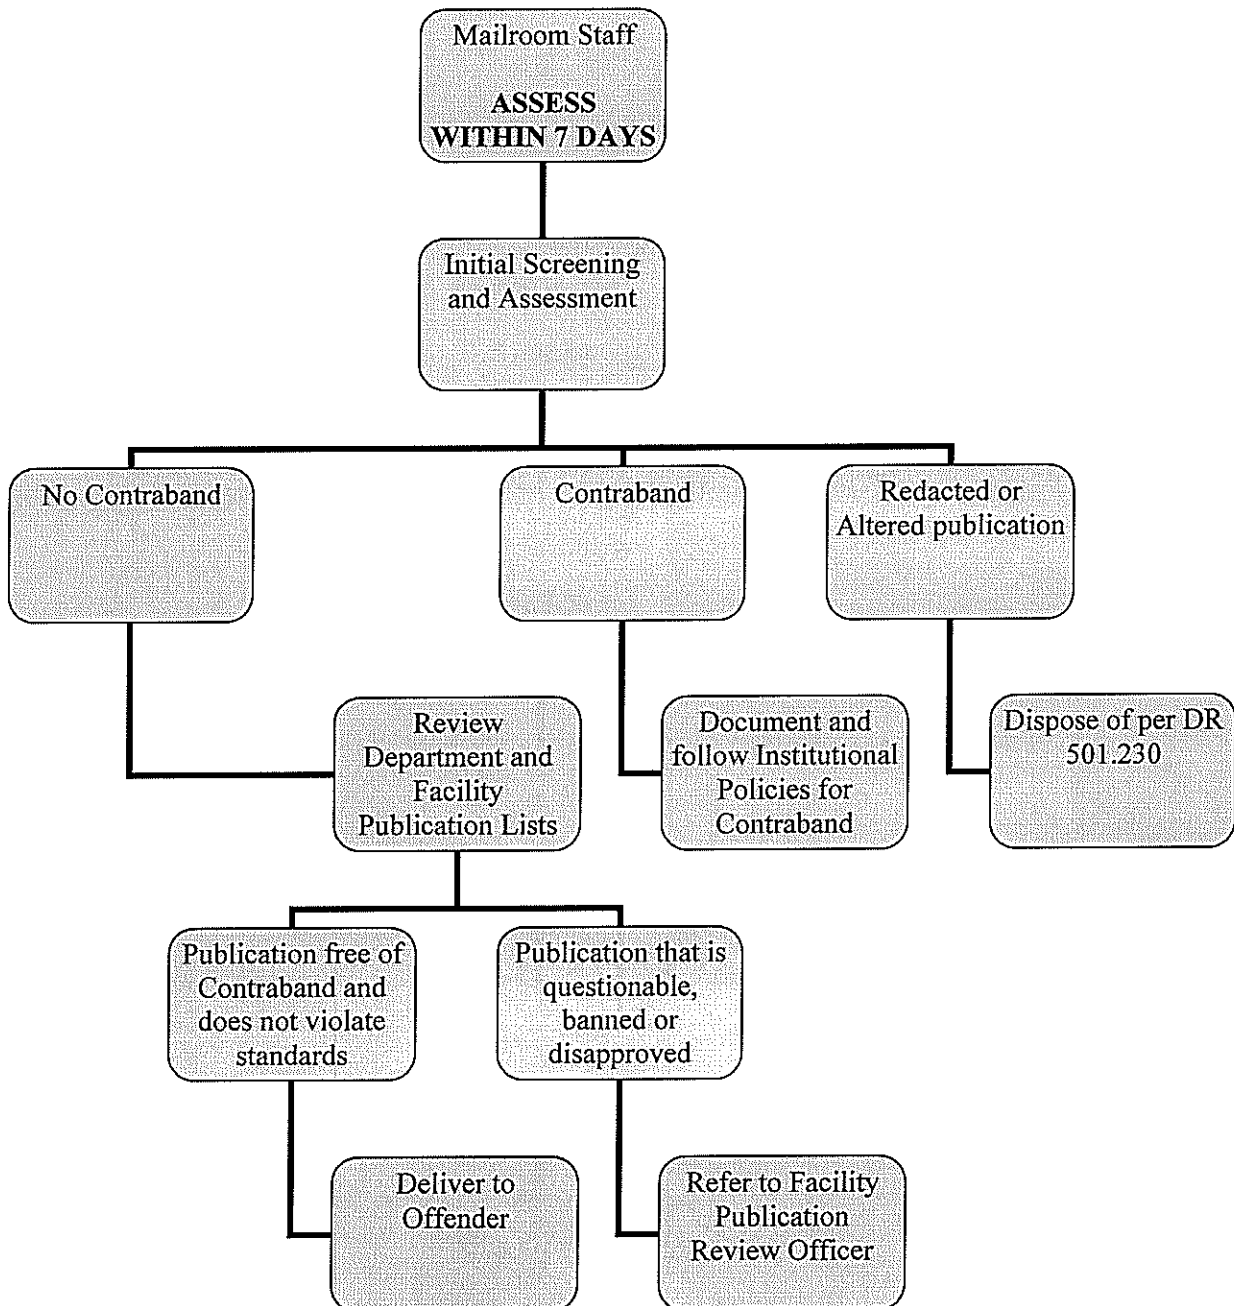 Mailroom Staff
ASSESS
WITHIN 7 DAYS
Initial Screening
and Assessment
No Contraband
Contraband
Redacted or
Altered publication
Review
Department and
Facility
Publication Lists
Document and
follow Institutional
Policies for
Contraband
Dispose of per DR
501.230
Publication free of
Contraband and
does not violate
standards
Publication that is
questionable,
banned or
disapproved
Deliver to
Offender
Refer to Facility
Publication
Review Officer